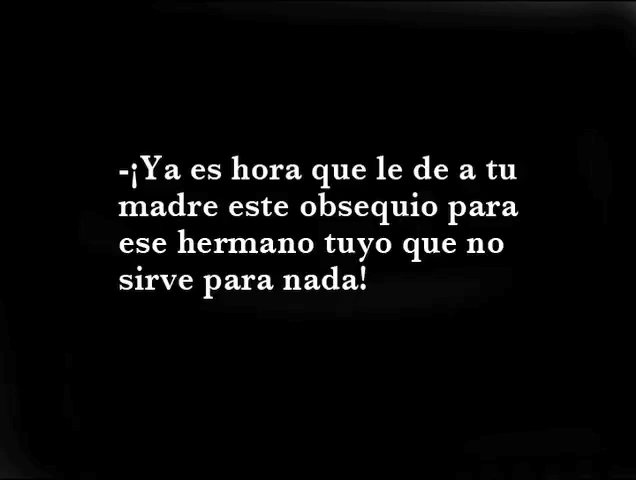 -¡Ya es hora que le de a tu
madre este obsequio para
ese hermano tuyo que no
sirve para nada!